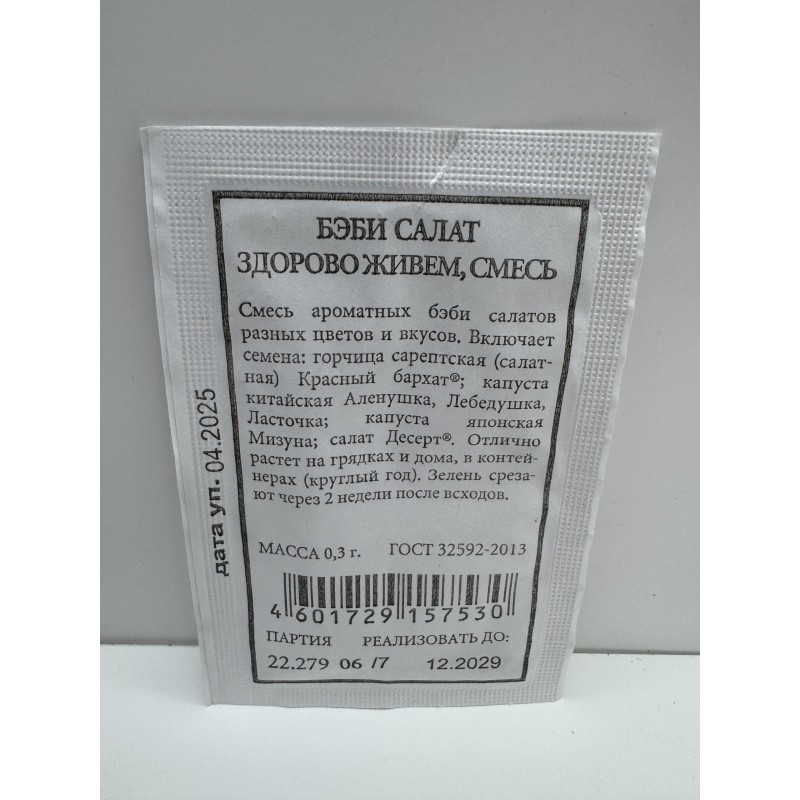 БЭБИ САЛАТ
ЗДОРОВО ЖИВЕМ, СМЕСЬ
Смесь ароматных бэби салатов
разных цветов и вкусов. Включает
семена: горчица сарептская (салат-
ная) Красный бархат®; капуста
китайская Аленушка, Лебедушка,
Ласточка; капуста японская
Мизуна; салат Десерт®. Отлично
растет на грядках и дома, в контей-
нерах (круглый год). Зелень среза-
ют через 2 недели после всходов.
МАССА 0,3 г. ГОСТ 32592-2013
4 601729 157530
ПАРТИЯ РЕАЛИЗОВАТЬ ДО:
22.279 06 /7 12.2029
дата уп. 04.2025